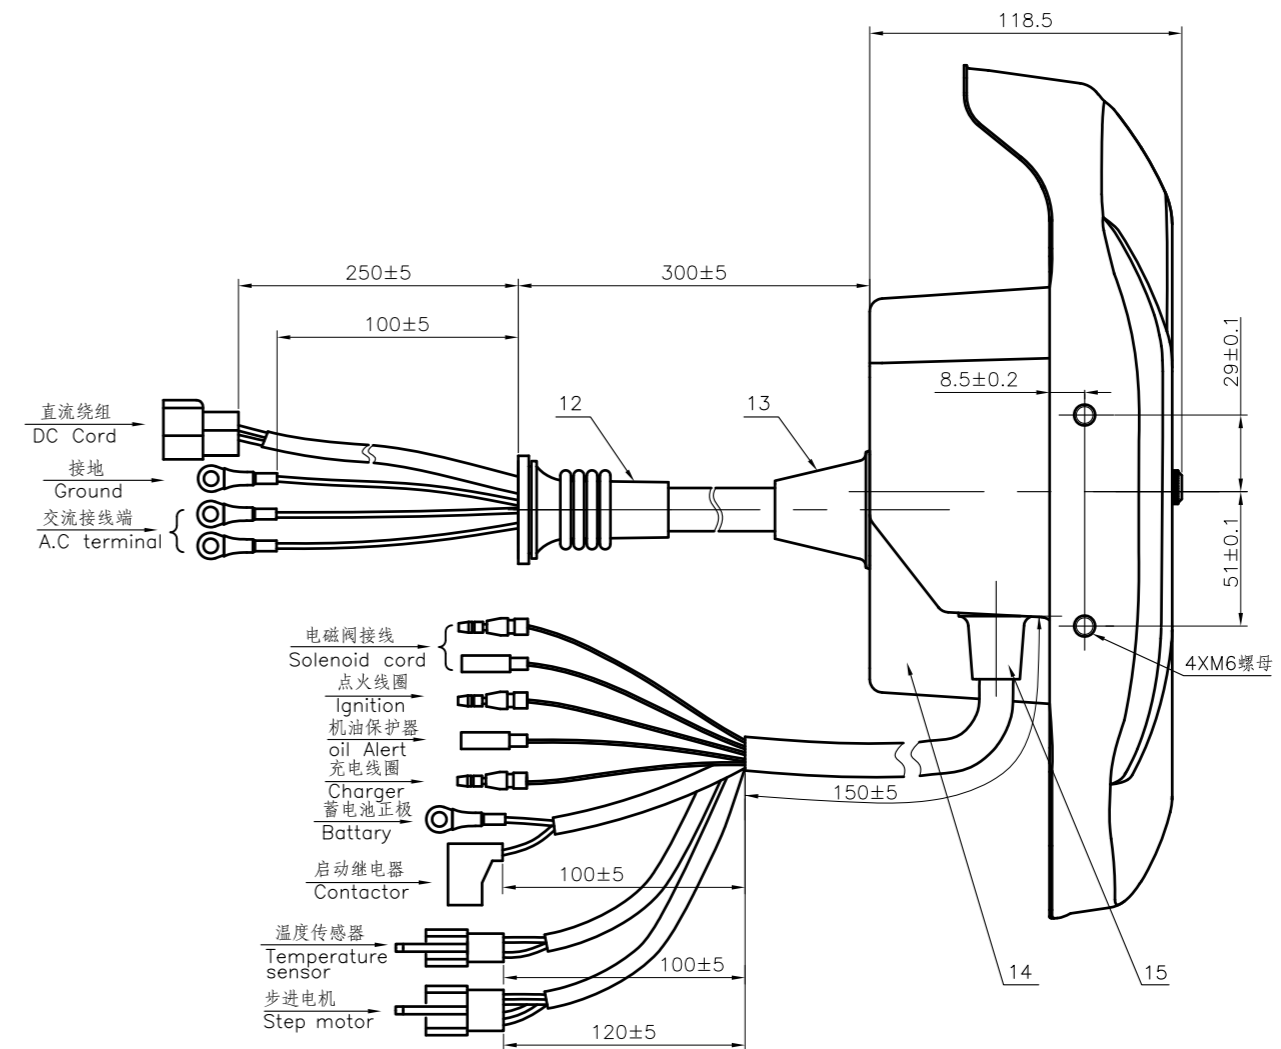 118.5
250±5
300±5
100±5
29±0.1
8.5±0.2
12
13
直流绕组
DC Cord
接地
Ground
交流接线端
A.C terminal
51±0.1
电磁阀接线
Solenoid cord
4XM6螺母
点火线圈
Ignition
机油保护器
oil Alert
充电线圈
Charger
150±5
蓄电池正极
Battary
启动继电器
Contactor
100±5
温度传感器
Temperature
sensor
100±5
14
15
步进电机
Step motor
120±5